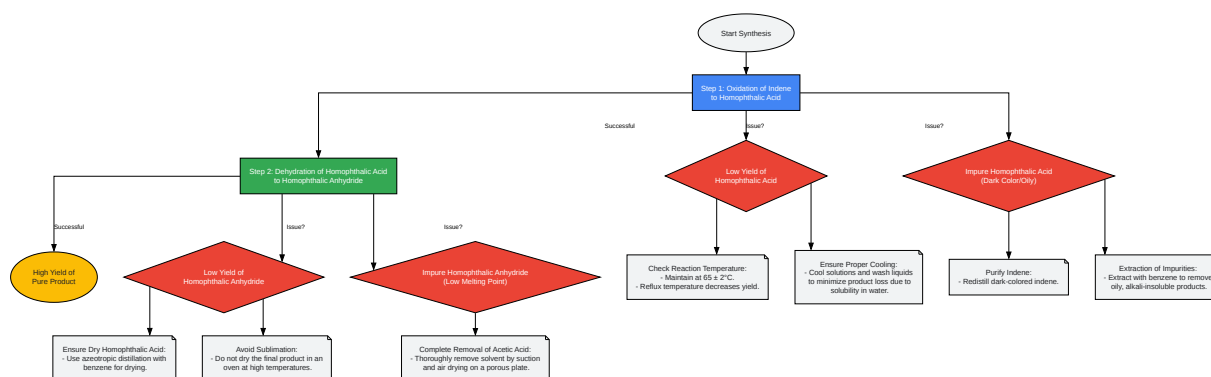 Start Synthesis
Step 1: Oxidation of Indene
to Homophthalic Acid
Successful
Issue?
Issue?
Step 2: Dehydration of Homophthalic Acid
to Homophthalic Anhydride
Low Yield of
Homophthalic Acid
Impure Homophthalic Acid
(Dark Color/Oily)
Successful
Issue?
Issue?
High Yield of
Pure Product
Low Yield of
Homophthalic Anhydride
Impure Homophthalic Anhydride
(Low Melting Point)
Check Reaction Temperature:
- Maintain at 65 ± 2°C.
- Reflux temperature decreases yield.
Ensure Proper Cooling:
- Cool solutions and wash liquids
to minimize product loss due to
solubility in water.
Purify Indene:
- Redistill dark-colored indene.
Extraction of Impurities:
- Extract with benzene to remove
oily, alkali-insoluble products.
Ensure Dry Homophthalic Acid:
- Use azeotropic distillation with
benzene for drying.
Avoid Sublimation:
- Do not dry the final product in an
oven at high temperatures.
Complete Removal of Acetic Acid:
- Thoroughly remove solvent by suction
and air drying on a porous plate.